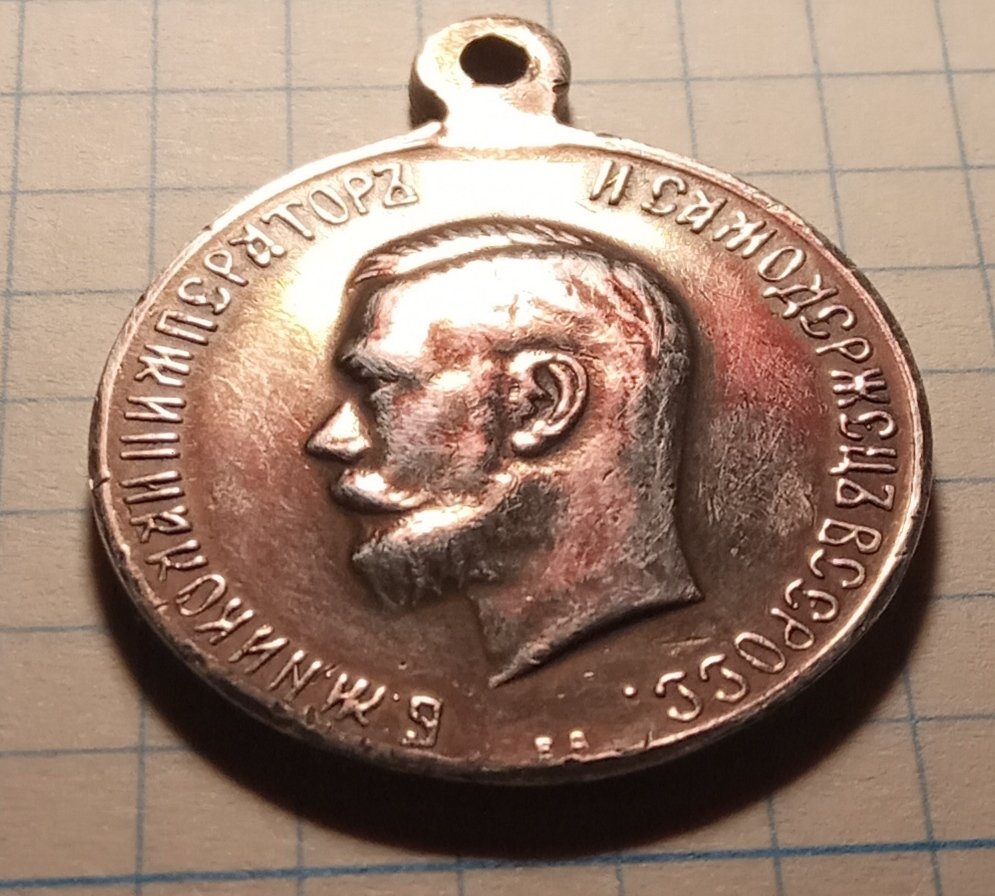 Б. М. НИКОЛАЙ II ИМПЕРАТОРЪ И САМОДЕРЖЕЦЪ ВСЕРОСС.